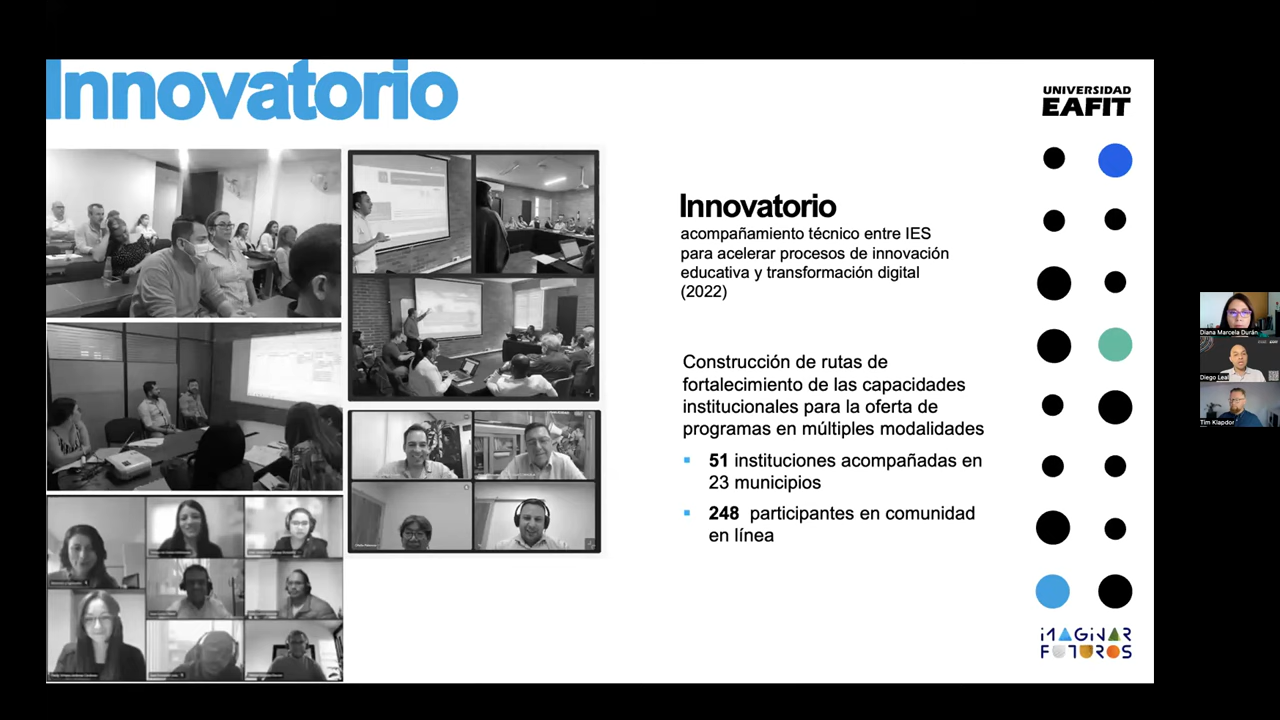 Innovatorio
UNIVERSIDAD
EAFIT
Innovatorio
acompañamiento técnico entre IES
para acelerar procesos de innovación
educativa y transformación digital
(2022)
Construcción de rutas de
fortalecimiento de las capacidades
institucionales para la oferta de
programas en múltiples modalidades
51 instituciones acompañadas en
23 municipios
248 participantes en comunidad
en línea
IMAGINAR
FUTUROS
Diana Marcela Durán
Diego Leal
Tim Klapdor